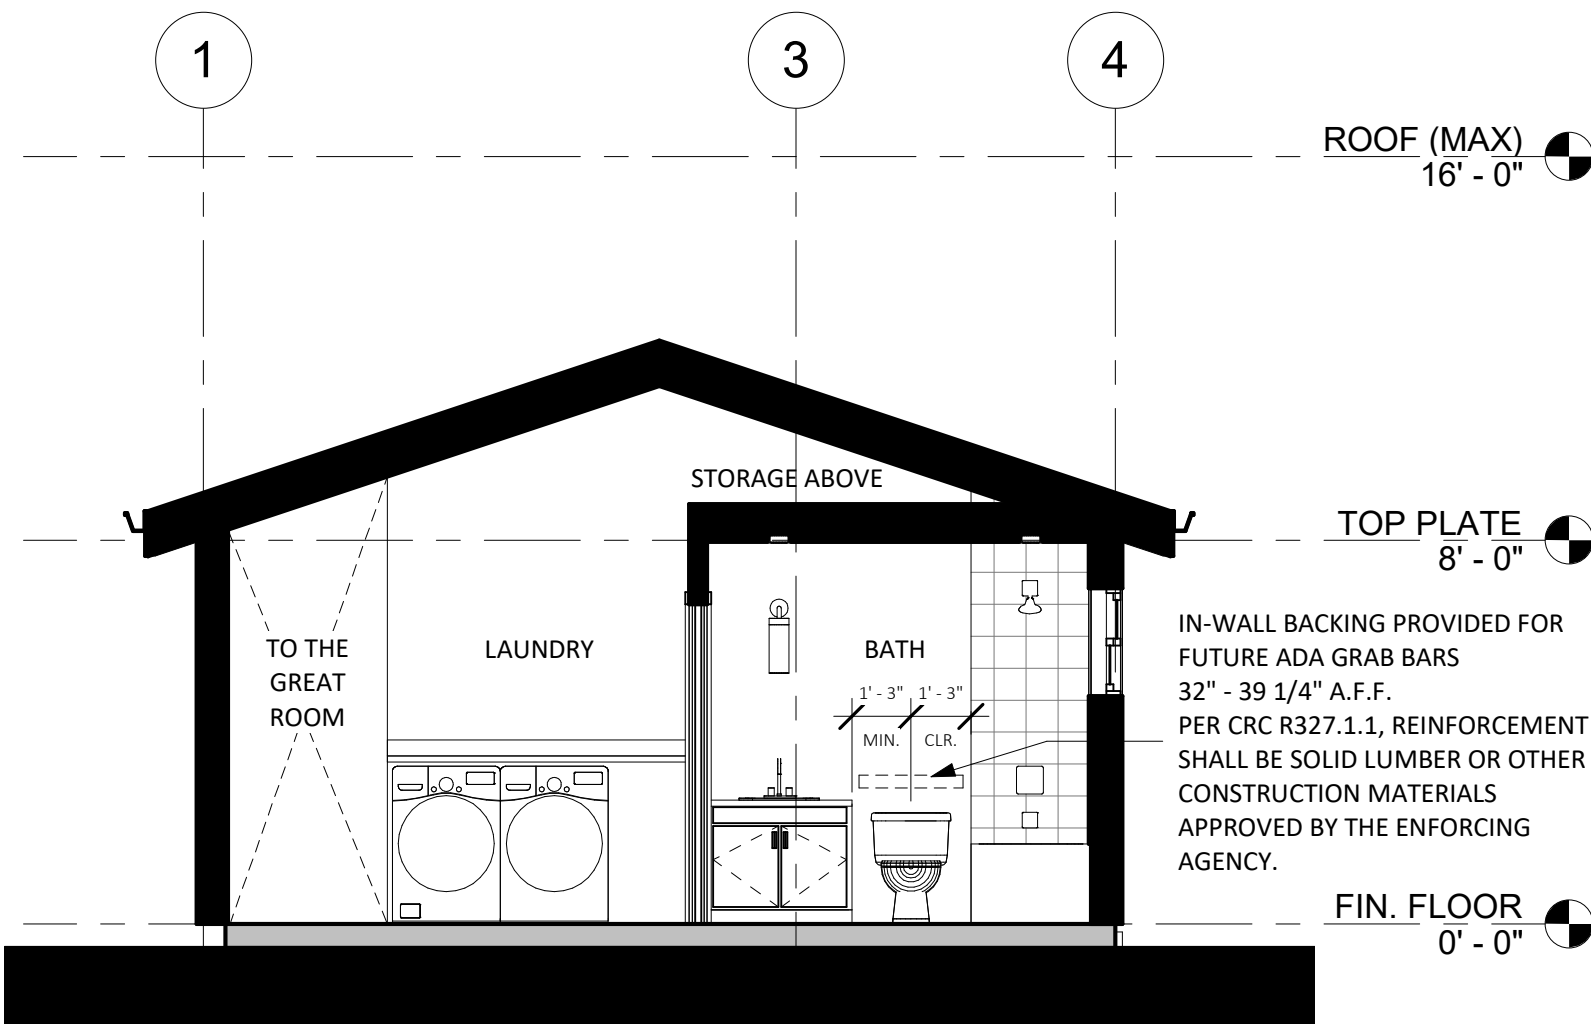 1
3
4
ROOF (MAX)
16' - 0"
STORAGE ABOVE
TOP PLATE
8' - 0"
TO THE
GREAT
ROOM
LAUNDRY
BATH
1' - 3"
1' - 3"
MIN.
CLR.
IN-WALL BACKING PROVIDED FOR
FUTURE ADA GRAB BARS
32" - 39 1/4" A.F.F.
PER CRC R327.1.1, REINFORCEMENT
SHALL BE SOLID LUMBER OR OTHER
CONSTRUCTION MATERIALS
APPROVED BY THE ENFORCING
AGENCY.
FIN. FLOOR
0' - 0"